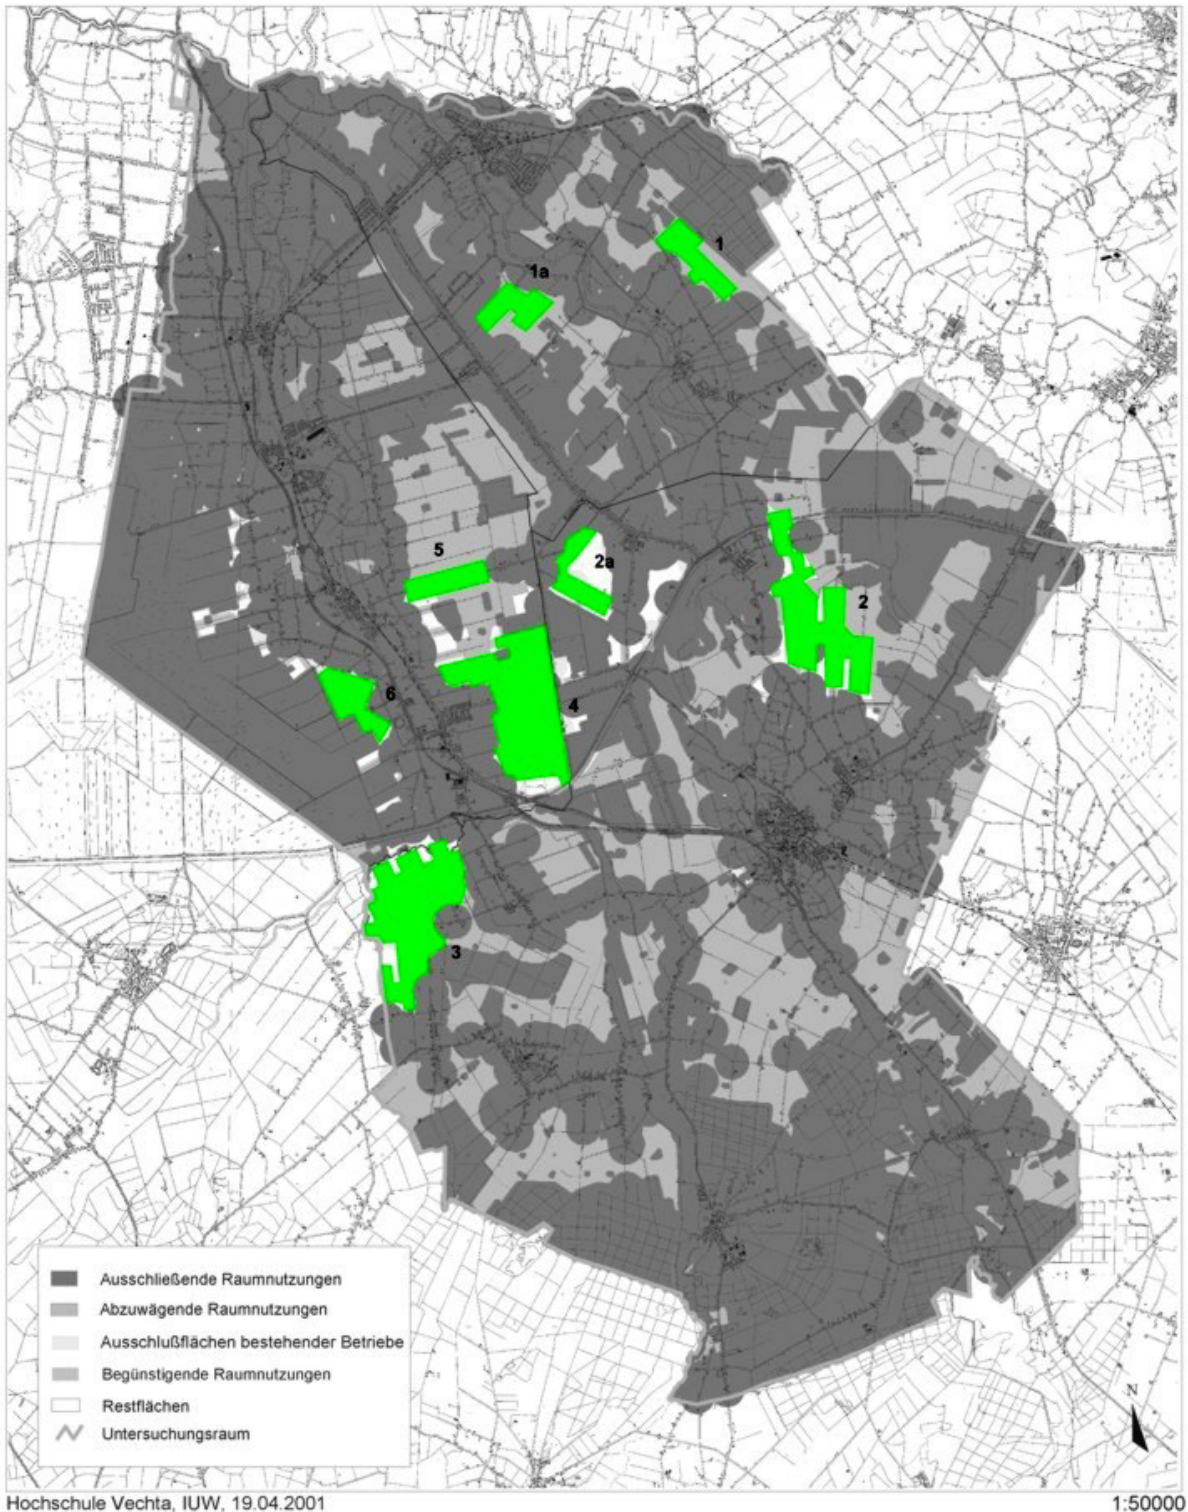 1
1a
5
2a
2
6
4
3
Ausschließende Raumnutzungen
Abzuwägende Raumnutzungen
Ausschlußflächen bestehender Betriebe
Begünstigende Raumnutzungen
Restflächen
Untersuchungsraum
N
Hochschule Vechta, IUW, 19.04.2001
1:50000